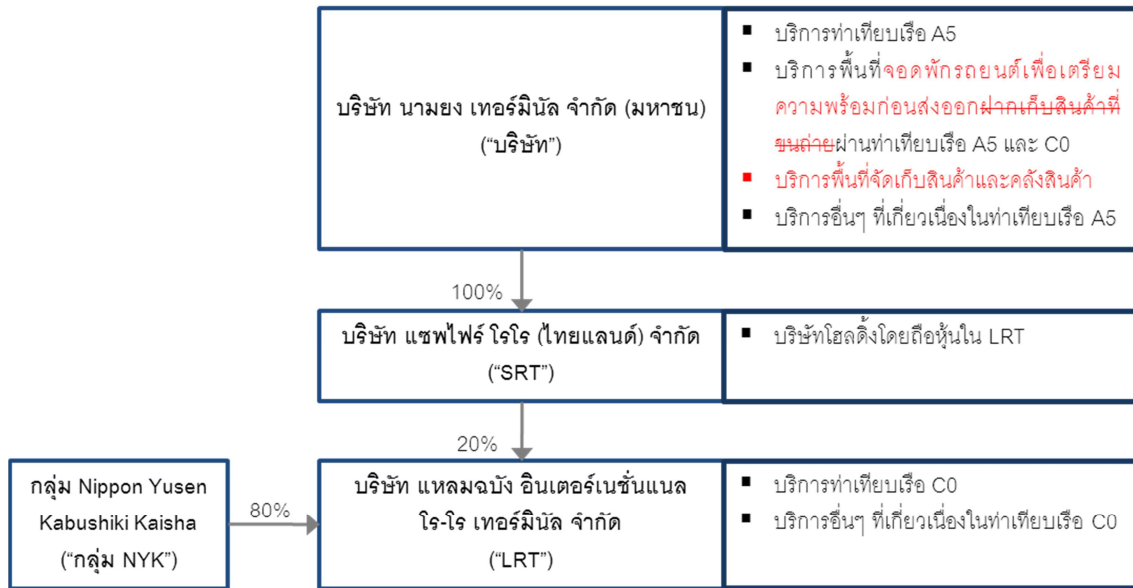 บริษัท นามยง เทอร์มินัล จำกัด (มหาชน)
(“บริษัท”)
▪ บริการท่าเทียบเรือ A5
▪ บริการพื้นที่จอดพักรถยนต์เพื่อเตรียม
ความพร้อมก่อนส่งออกฝากเก็บสินค้าที่
ขนถ่ายผ่านท่าเทียบเรือ A5 และ C0
▪ บริการพื้นที่จัดเก็บสินค้าและคลังสินค้า
▪ บริการอื่นๆ ที่เกี่ยวเนื่องในท่าเทียบเรือ A5
100%
บริษัท แซฟไฟร์ โรโร (ไทยแลนด์) จำกัด
(“SRT”)
▪ บริษัทโฮลดิ้งโดยถือหุ้นใน LRT
20%
กลุ่ม Nippon Yusen
Kabushiki Kaisha
(“กลุ่ม NYK”)
80%
บริษัท แหลมฉบัง อินเตอร์เนชั่นแนล
โร-โร เทอร์มินัล จำกัด
(“LRT”)
▪ บริการท่าเทียบเรือ C0
▪ บริการอื่นๆ ที่เกี่ยวเนื่องในท่าเทียบเรือ C0